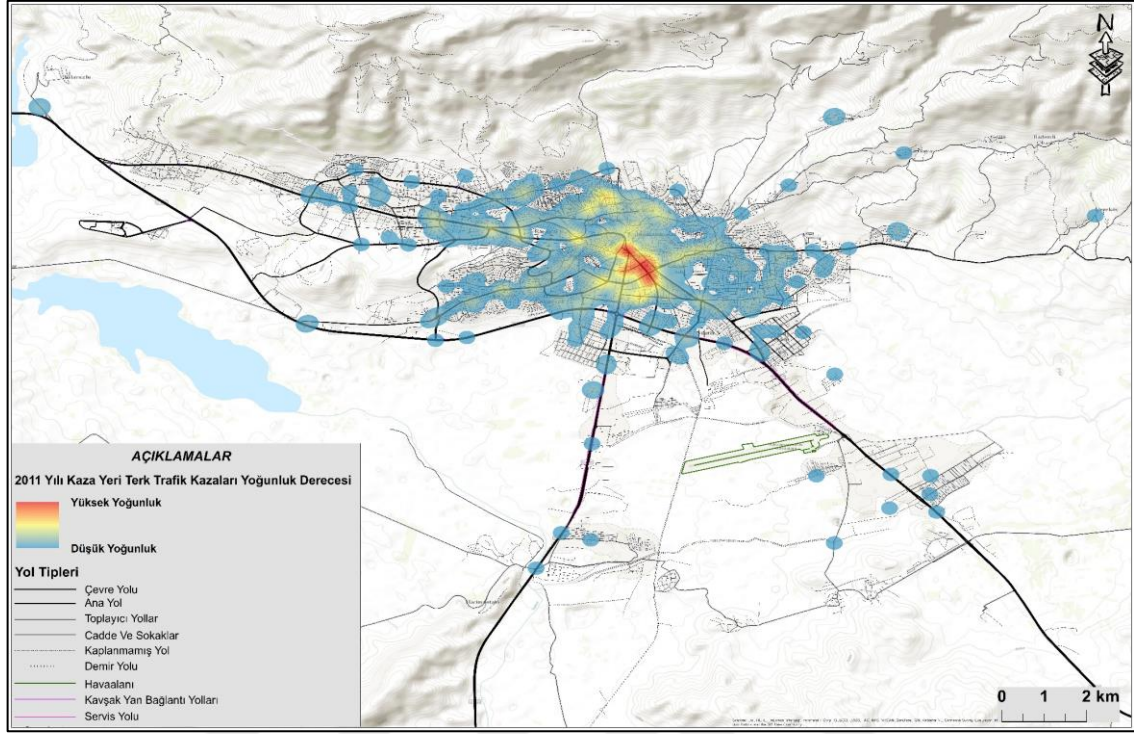 N
AÇIKLAMALAR
2011 Yılı Kaza Yeri Terk Trafik Kazaları Yoğunluk Derecesi
Yüksek Yoğunluk
Düşük Yoğunluk
Yol Tipleri
Çevre Yolu
Ana Yol
Toplayıcı Yollar
Cadde Ve Sokaklar
Kaplanmamış Yol
Demir Yolu
Havaalanı
Kavşak Yan Bağlantı Yolları
Servis Yolu
0 1 2 km